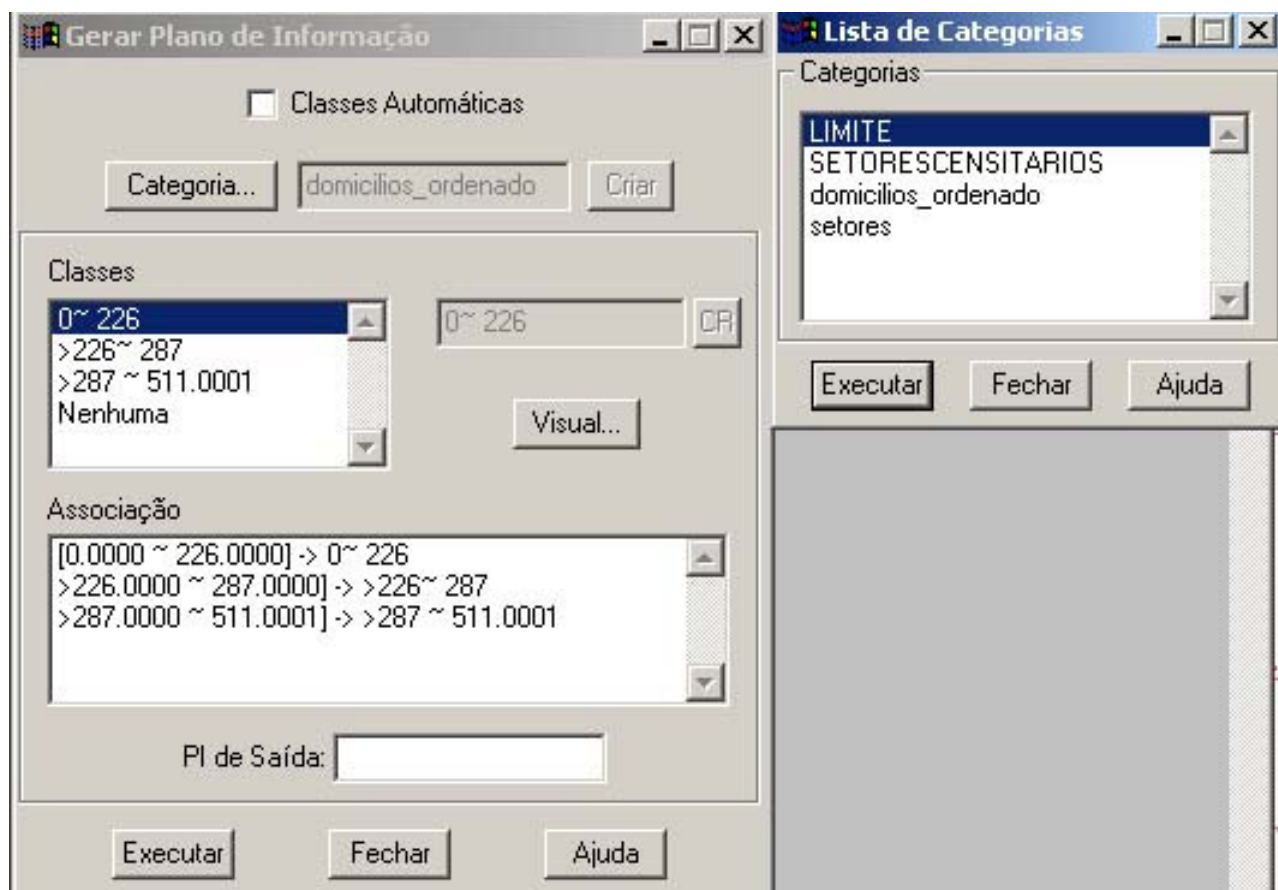 Gerar Plano de Informação
Classes Automáticas
Categoria... domicilios_ordenado Criar
Classes
0~ 226
>226~ 287
>287 ~ 511.0001
Nenhuma
0~ 226 CR
Visual...
Associação
[0.0000 ~ 226.0000] -> 0~ 226
>226.0000 ~ 287.0000] -> >226~ 287
>287.0000 ~ 511.0001] -> >287 ~ 511.0001
PI de Saída:
Executar Fechar Ajuda
Lista de Categorias
Categorias
LIMITE
SETORESCENSITARIOS
domicilios_ordenado
setores
Executar Fechar Ajuda